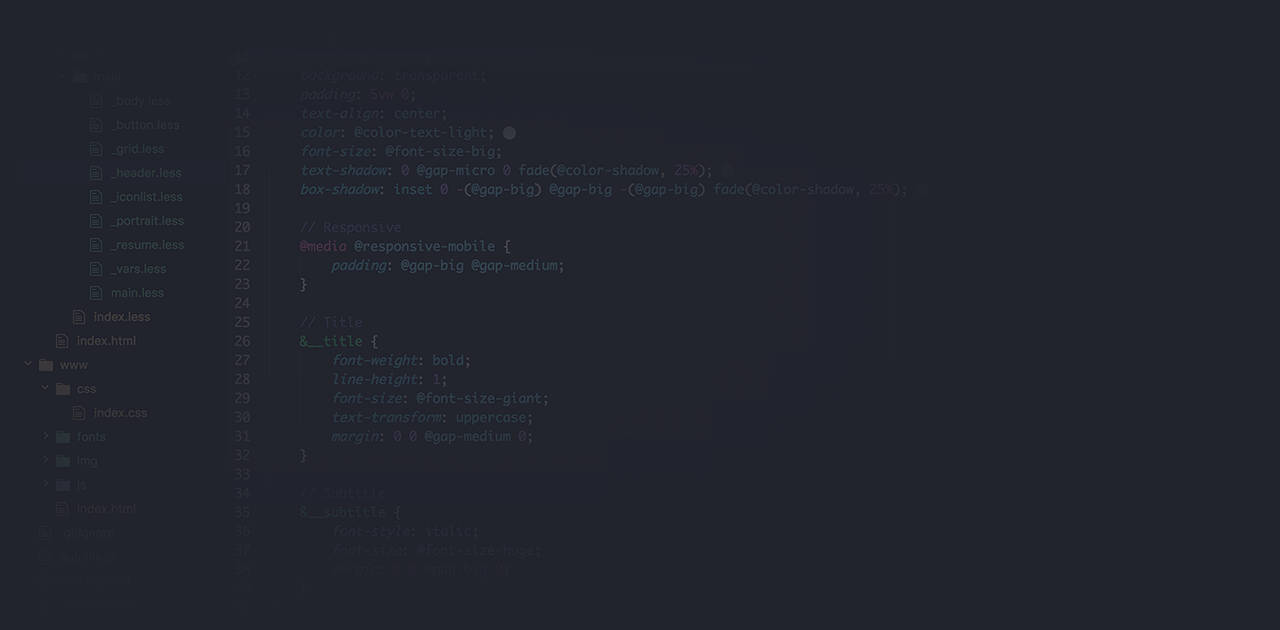 main
_body.less
_button.less
_grid.less
_header.less
_iconlist.less
_portrait.less
_resume.less
_vars.less
main.less
index.less
index.html
www
css
index.css
fonts
img
js
index.html
.gitignore
12 background: transparent;
13 padding: 5vw 0;
14 text-align: center;
15 color: @color-text-light;
16 font-size: @font-size-big;
17 text-shadow: 0 @gap-micro 0 fade(@color-shadow, 25%);
18 box-shadow: inset 0 -(@gap-big) @gap-big -(@gap-big) fade(@color-shadow, 25%);
19
20 // Responsive
21 @media @responsive-mobile {
22 padding: @gap-big @gap-medium;
23 }
24
25 // Title
26 &__title {
27 font-weight: bold;
28 line-height: 1;
29 font-size: @font-size-giant;
30 text-transform: uppercase;
31 margin: 0 0 @gap-medium 0;
32 }
33
34 // Subtitle
35 &__subtitle {
36 font-style: italic;
37 font-size: @font-size-huge;
38 margin: 0 0 @gap-big 0;